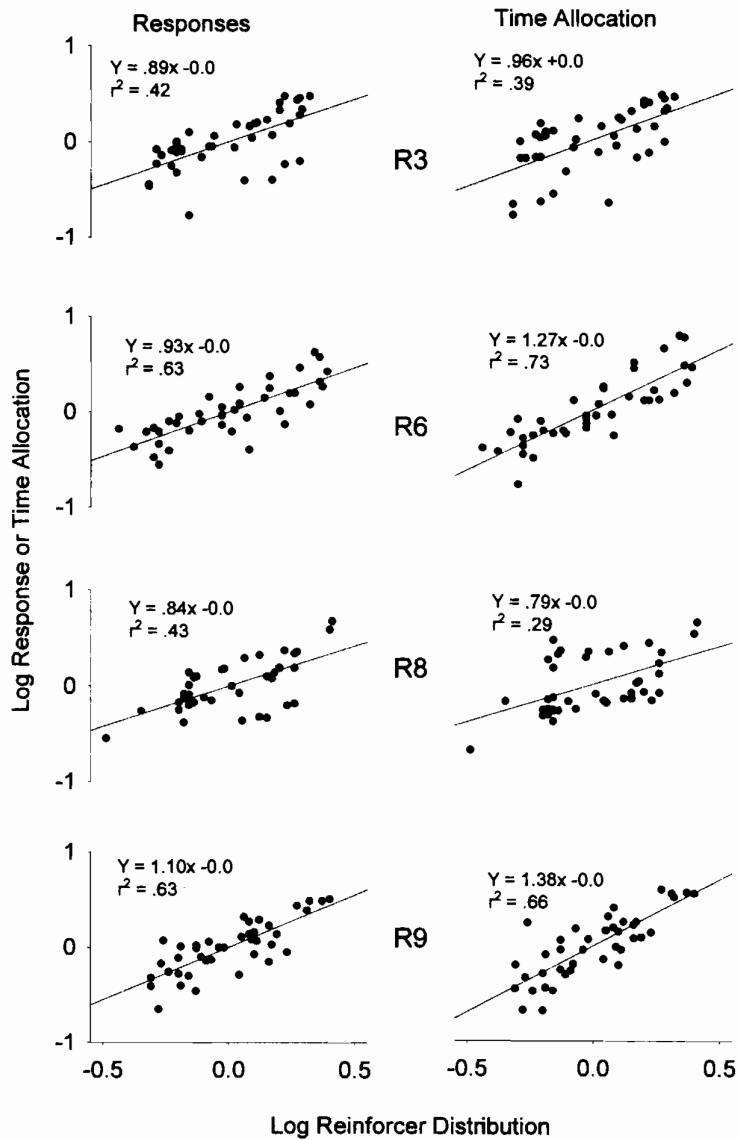 Responses
Time Allocation
1
0
-1
Y = .89x -0.0
r² = .42
Y = .96x +0.0
r² = .39
R3
1
0
-1
Y = .93x -0.0
r² = .63
Y = 1.27x -0.0
r² = .73
R6
Log Response or Time Allocation
1
0
-1
Y = .84x -0.0
r² = .43
Y = .79x -0.0
r² = .29
R8
1
0
-1
Y = 1.10x -0.0
r² = .63
Y = 1.38x -0.0
r² = .66
R9
-0.5 0.0 0.5
-0.5 0.0 0.5
Log Reinforcer Distribution